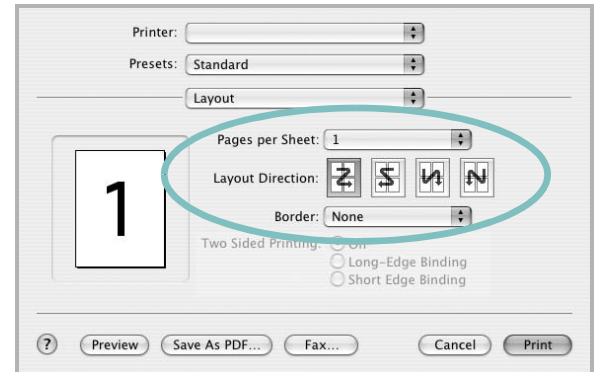 Printer:
Presets: Standard
Layout
Pages per Sheet: 1
Layout Direction:
Border: None
Two Sided Printing: Off
Long-Edge Binding
Short Edge Binding
1
? Preview Save As PDF... Fax... Cancel Print